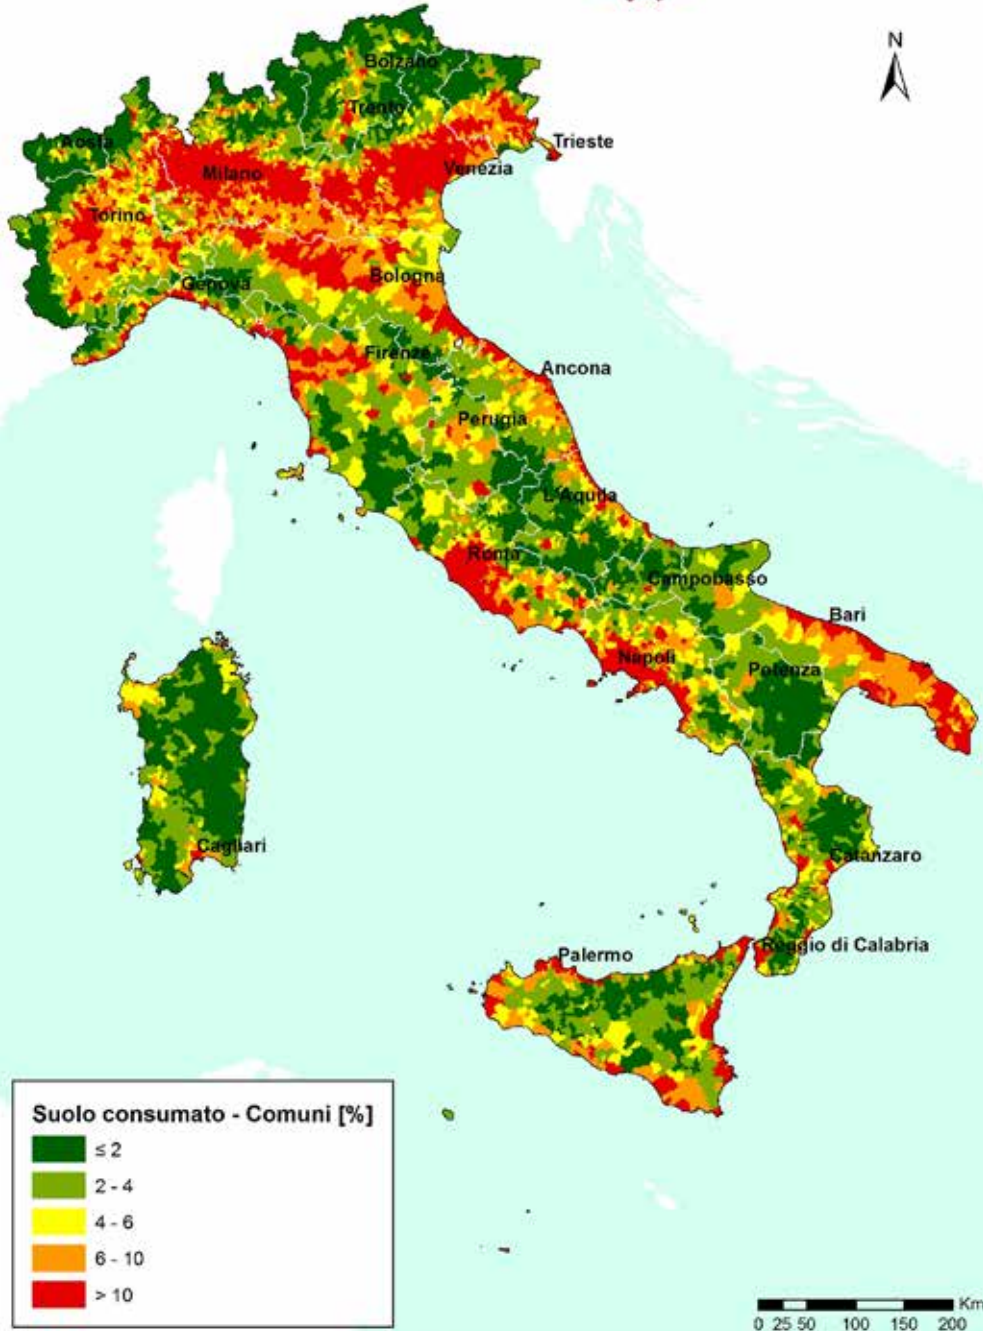 N
Bolzano
Trento
Aosta
Trieste
Milano
Venezia
Torino
Bologna
Genova
Firenze
Ancona
Perugia
L'Aquila
Roma
Campobasso
Bari
Napoli
Potenza
Cagliari
Catanzaro
Palermo
Reggio di Calabria
Suolo consumato - Comuni [%]
≤ 2
2 - 4
4 - 6
6 - 10
> 10
Km
0 25 50 100 150 200